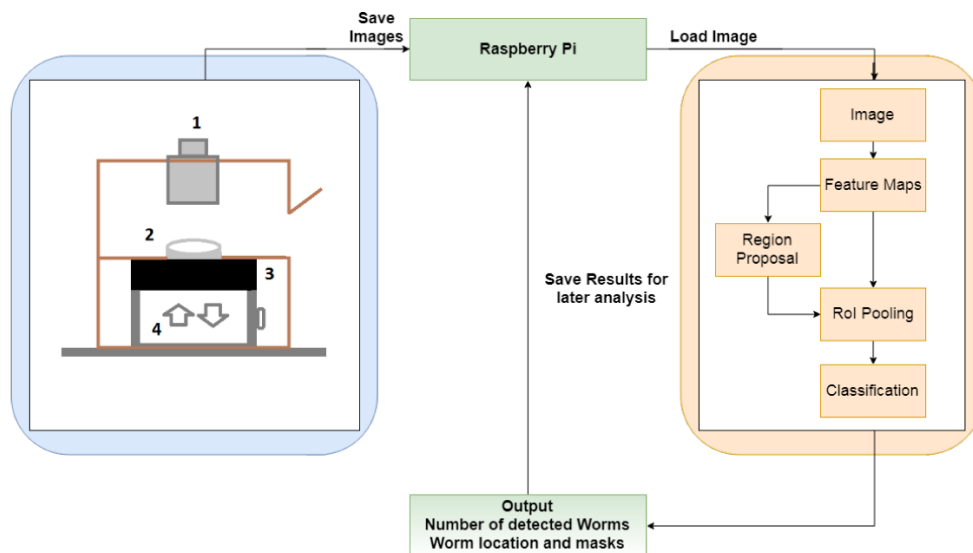 Save
Images
Raspberry Pi
Load Image
1
2
3
4
Image
Feature Maps
Region
Proposal
RoI Pooling
Classification
Save Results for
later analysis
Output
Number of detected Worms
Worm location and masks